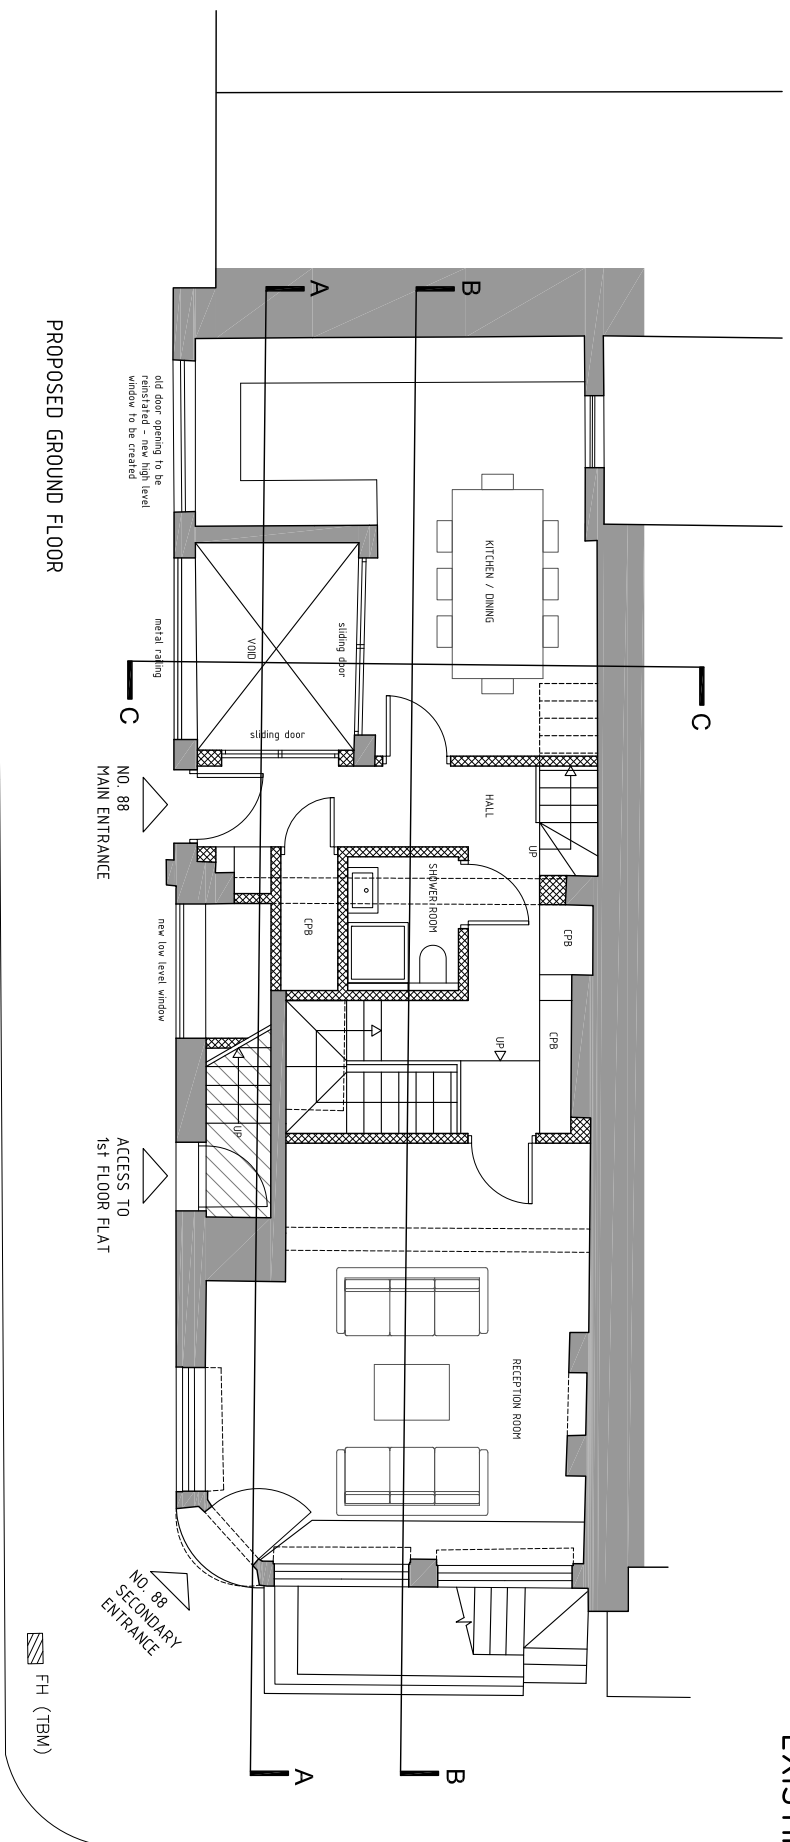 PROPOSED GROUND FLOOR
old door opening to be
reinstated - new high level
window to be created
metal railing
sliding door
VOID
sliding door
KITCHEN / DINING
HALL
UP
NO. 88
MAIN ENTRANCE
SHOWER ROOM
CPB
CPB
CPB
UP
new low level window
UP
ACCESS TO
1st FLOOR FLAT
RECEPTION ROOM
NO. 88
SECONDARY
ENTRANCE
FH (TBM)
A
B
C
C
A
B